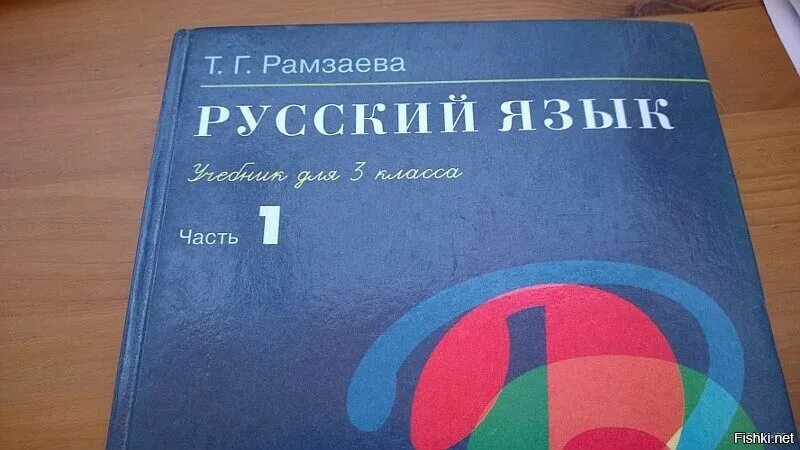 Т. Г. Рамзаева
РУССКИЙ ЯЗЫК
Учебник для 3 класса
Часть 1
Fishki.net